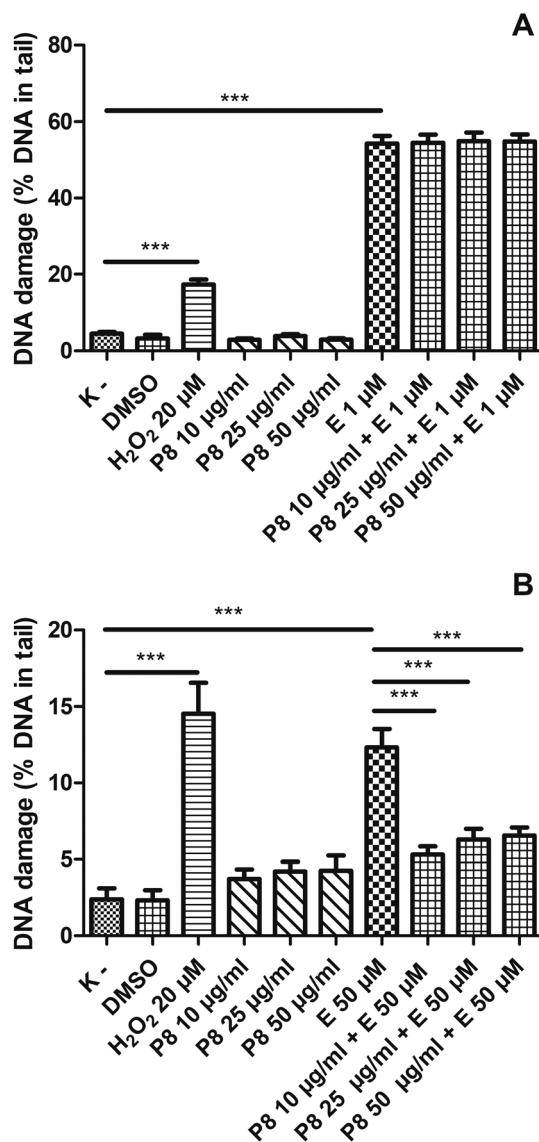 A
DNA damage (% DNA in tail)
80
60
40
20
0
***
***
K -
DMSO
H₂O₂ 20 µM
P8 10 µg/ml
P8 25 µg/ml
P8 50 µg/ml
E 1 µM
P8 10 µg/ml + E 1 µM
P8 25 µg/ml + E 1 µM
P8 50 µg/ml + E 1 µM
B
DNA damage (% DNA in tail)
20
15
10
5
0
***
***
***
***
***
K -
DMSO
H₂O₂ 20 µM
P8 10 µg/ml
P8 25 µg/ml
P8 50 µg/ml
E 50 µM
P8 10 µg/ml + E 50 µM
P8 25 µg/ml + E 50 µM
P8 50 µg/ml + E 50 µM